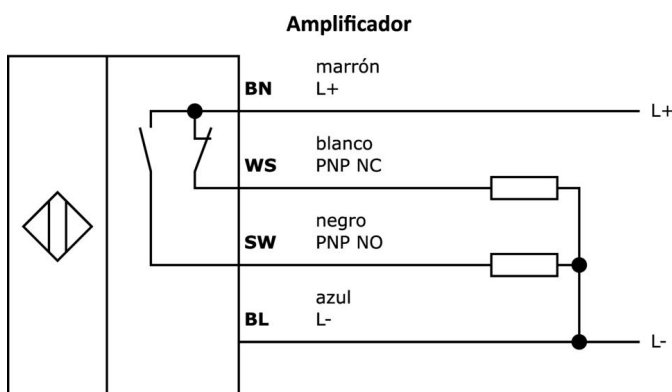 Amplificador
marrón
BN L+
L+
blanco
WS PNP NC
negro
SW PNP NO
azul
BL L-
L-